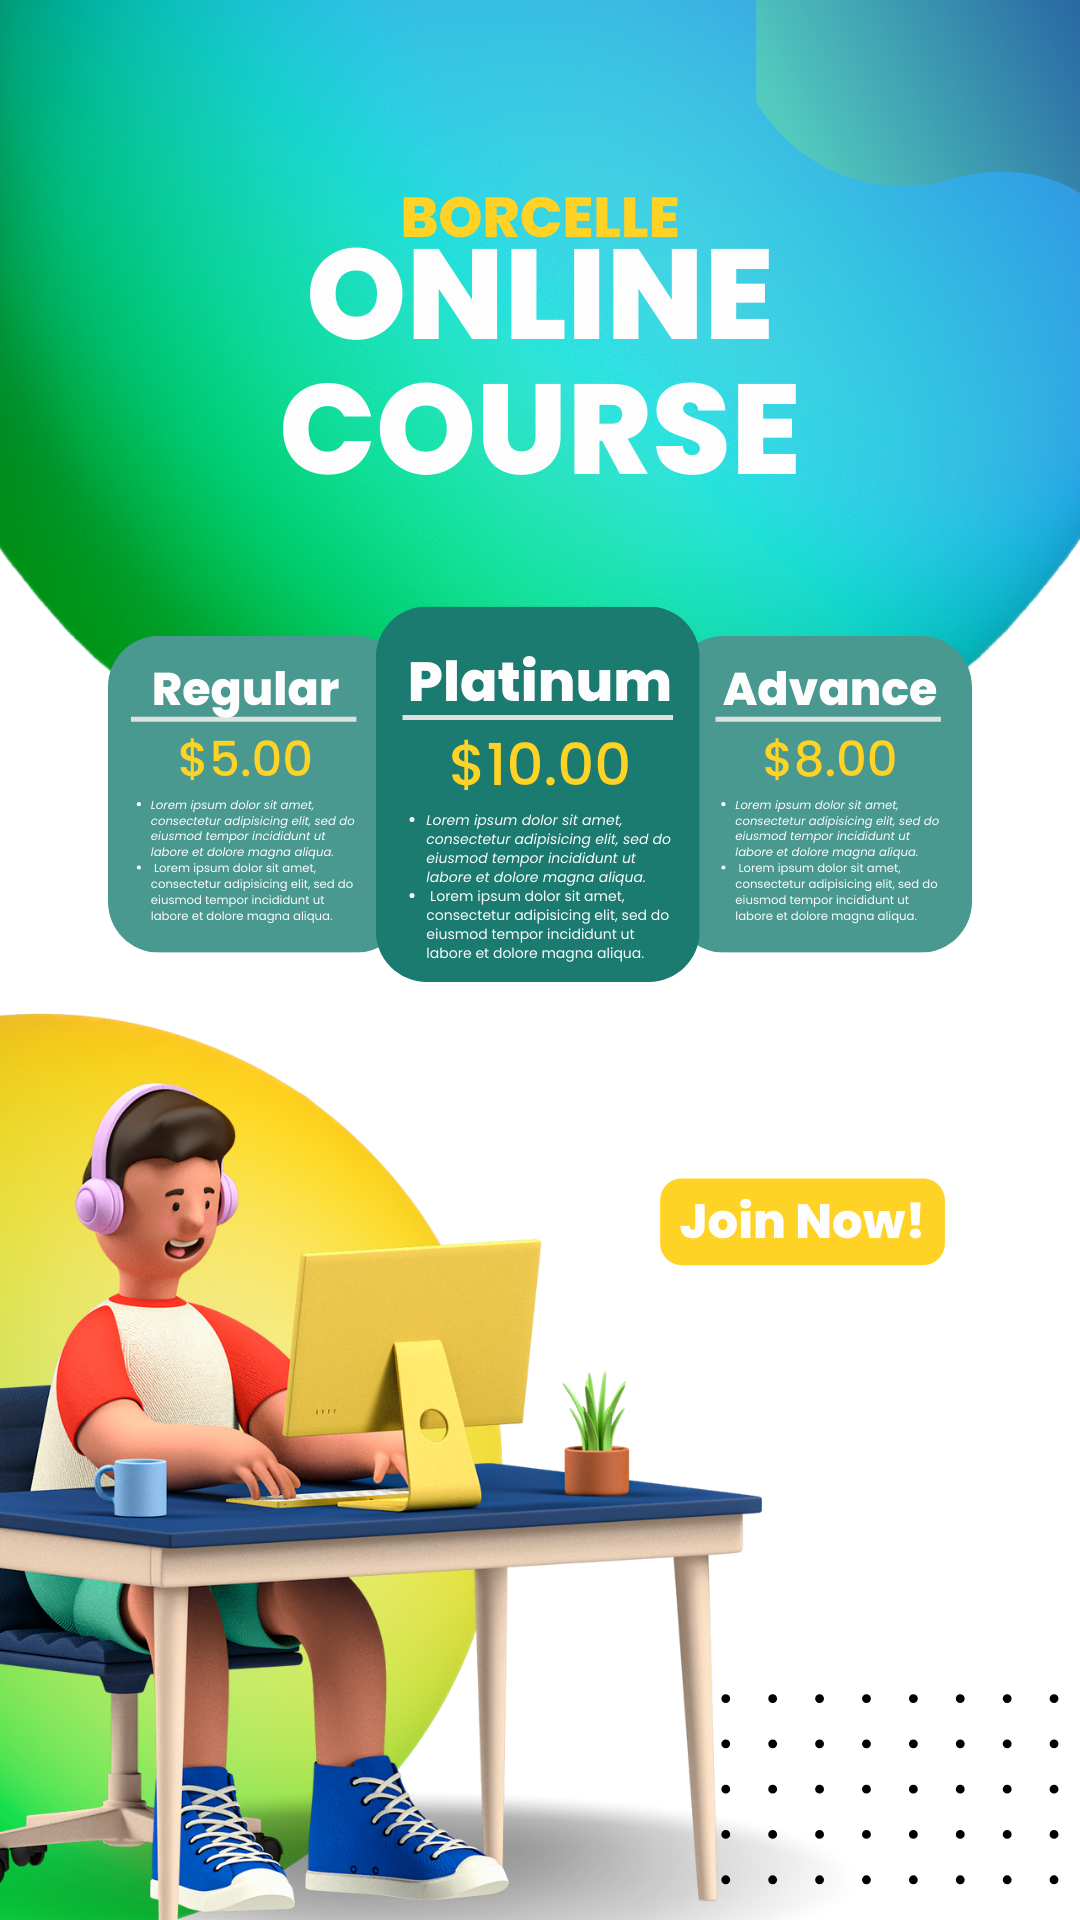 BORCELLE
ONLINE
COURSE
Regular
$5.00
• Lorem ipsum dolor sit amet,
consectetur adipisicing elit, sed do
eiusmod tempor incididunt ut
labore et dolore magna aliqua.
• Lorem ipsum dolor sit amet,
consectetur adipisicing elit, sed do
eiusmod tempor incididunt ut
labore et dolore magna aliqua.
Platinum
$10.00
• Lorem ipsum dolor sit amet,
consectetur adipisicing elit, sed do
eiusmod tempor incididunt ut
labore et dolore magna aliqua.
• Lorem ipsum dolor sit amet,
consectetur adipisicing elit, sed do
eiusmod tempor incididunt ut
labore et dolore magna aliqua.
Advance
$8.00
• Lorem ipsum dolor sit amet,
consectetur adipisicing elit, sed do
eiusmod tempor incididunt ut
labore et dolore magna aliqua.
• Lorem ipsum dolor sit amet,
consectetur adipisicing elit, sed do
eiusmod tempor incididunt ut
labore et dolore magna aliqua.
Join Now!